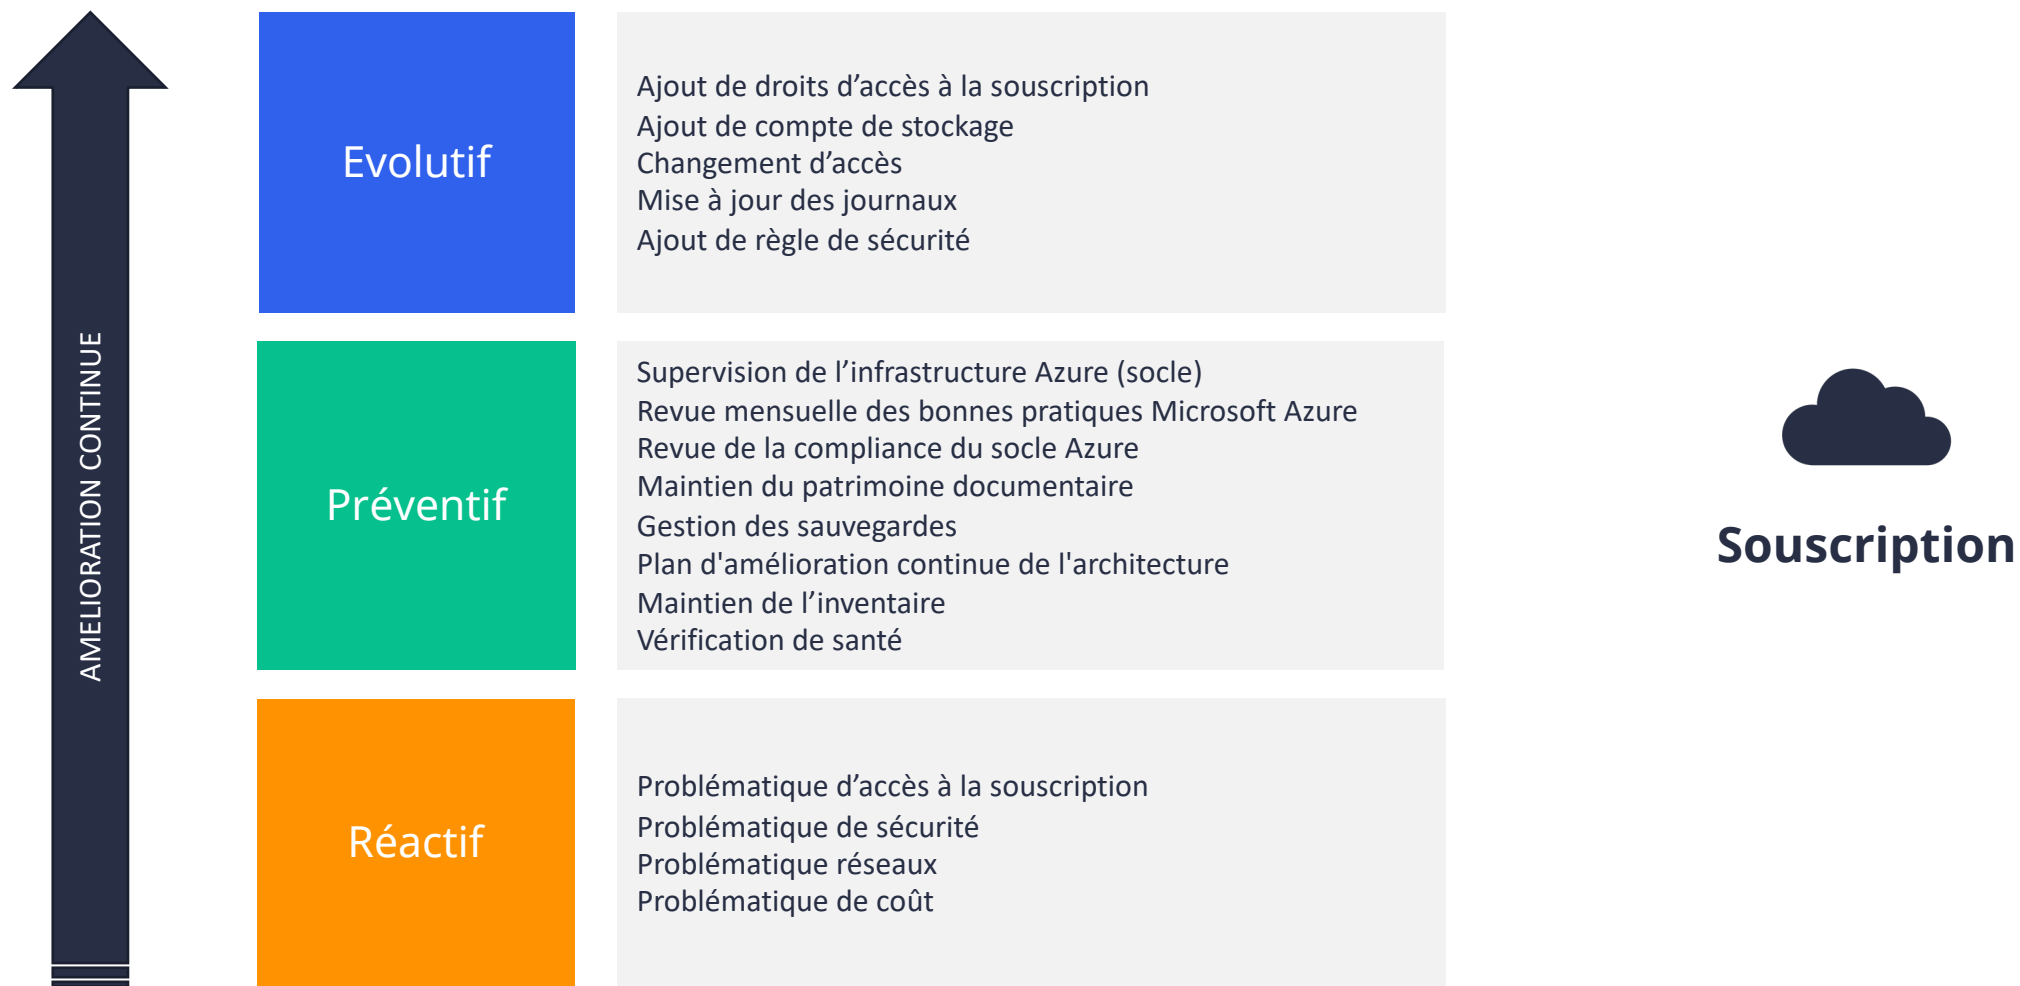 AMELIORATION CONTINUE
Evolutif
Ajout de droits d’accès à la souscription
Ajout de compte de stockage
Changement d’accès
Mise à jour des journaux
Ajout de règle de sécurité
Préventif
Supervision de l’infrastructure Azure (socle)
Revue mensuelle des bonnes pratiques Microsoft Azure
Revue de la compliance du socle Azure
Maintien du patrimoine documentaire
Gestion des sauvegardes
Plan d'amélioration continue de l'architecture
Maintien de l’inventaire
Vérification de santé
Réactif
Problématique d’accès à la souscription
Problématique de sécurité
Problématique réseaux
Problématique de coût
Souscription